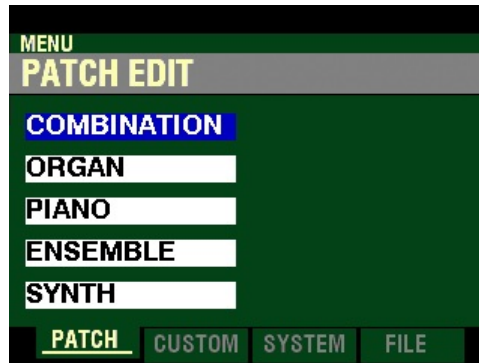 MENU
PATCH EDIT
COMBINATION
ORGAN
PIANO
ENSEMBLE
SYNTH
PATCH CUSTOM SYSTEM FILE